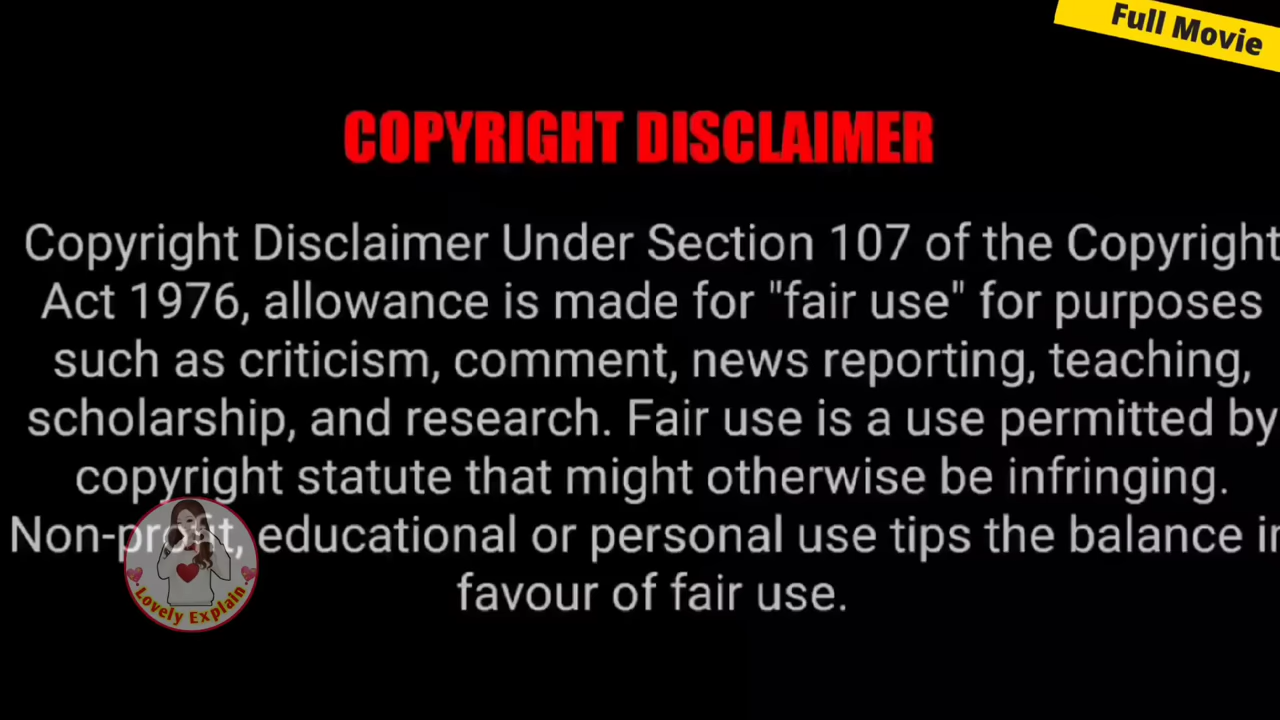 Full Movie
COPYRIGHT DISCLAIMER
Copyright Disclaimer Under Section 107 of the Copyright
Act 1976, allowance is made for "fair use" for purposes
such as criticism, comment, news reporting, teaching,
scholarship, and research. Fair use is a use permitted by
copyright statute that might otherwise be infringing.
Non-profit, educational or personal use tips the balance in
favour of fair use.
Lovely Explain